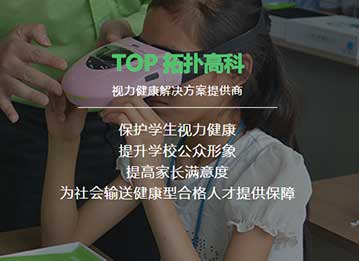 TOP 拓扑高科
视力健康解决方案提供商
保护学生视力健康
提升学校公众形象
提高家长满意度
为社会输送健康型合格人才提供保障